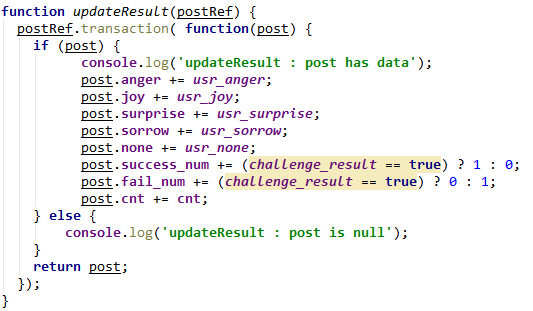 function updateResult(postRef) {
  postRef.transaction( function(post) {
    if (post) {
          console.log('updateResult : post has data');
          post.anger += usr_anger;
          post.joy += usr_joy;
          post.surprise += usr_surprise;
          post.sorrow += usr_sorrow;
          post.none += usr_none;
          post.success_num += (challenge_result == true) ? 1 : 0;
          post.fail_num += (challenge_result == true) ? 0 : 1;
          post.cnt += cnt;
    } else {
        console.log('updateResult : post is null');
    }
    return post;
  });
}